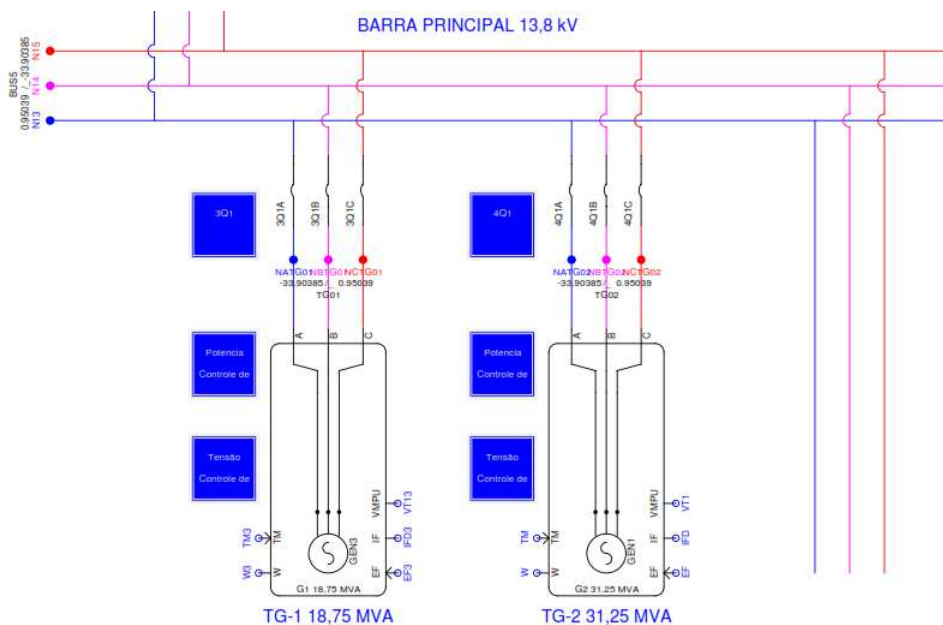 BARRA PRINCIPAL 13,8 kV
N15
BUS5
0.95039 /_-33.90385
N14
N13
3Q1
3Q1A
3Q1B
3Q1C
4Q1
4Q1A
4Q1B
4Q1C
NATG01
NBTG01
NCTG01
-33.90385/_ 0.95039
TG01
NATG02
NBTG02
NCTG02
-33.90385/_ 0.95039
TG02
A
B
C
A
B
C
Potencia
Controle de
Potencia
Controle de
Tensão
Controle de
Tensão
Controle de
VMPU
VT13
VMPU
VT1
TM3
TM
GEN3
IF
IFD3
TM
TM
GEN1
IF
IFD
W3
W
EF
EF3
W
W
EF
EF
G1 18,75 MVA
G2 31,25 MVA
TG-1 18,75 MVA
TG-2 31,25 MVA